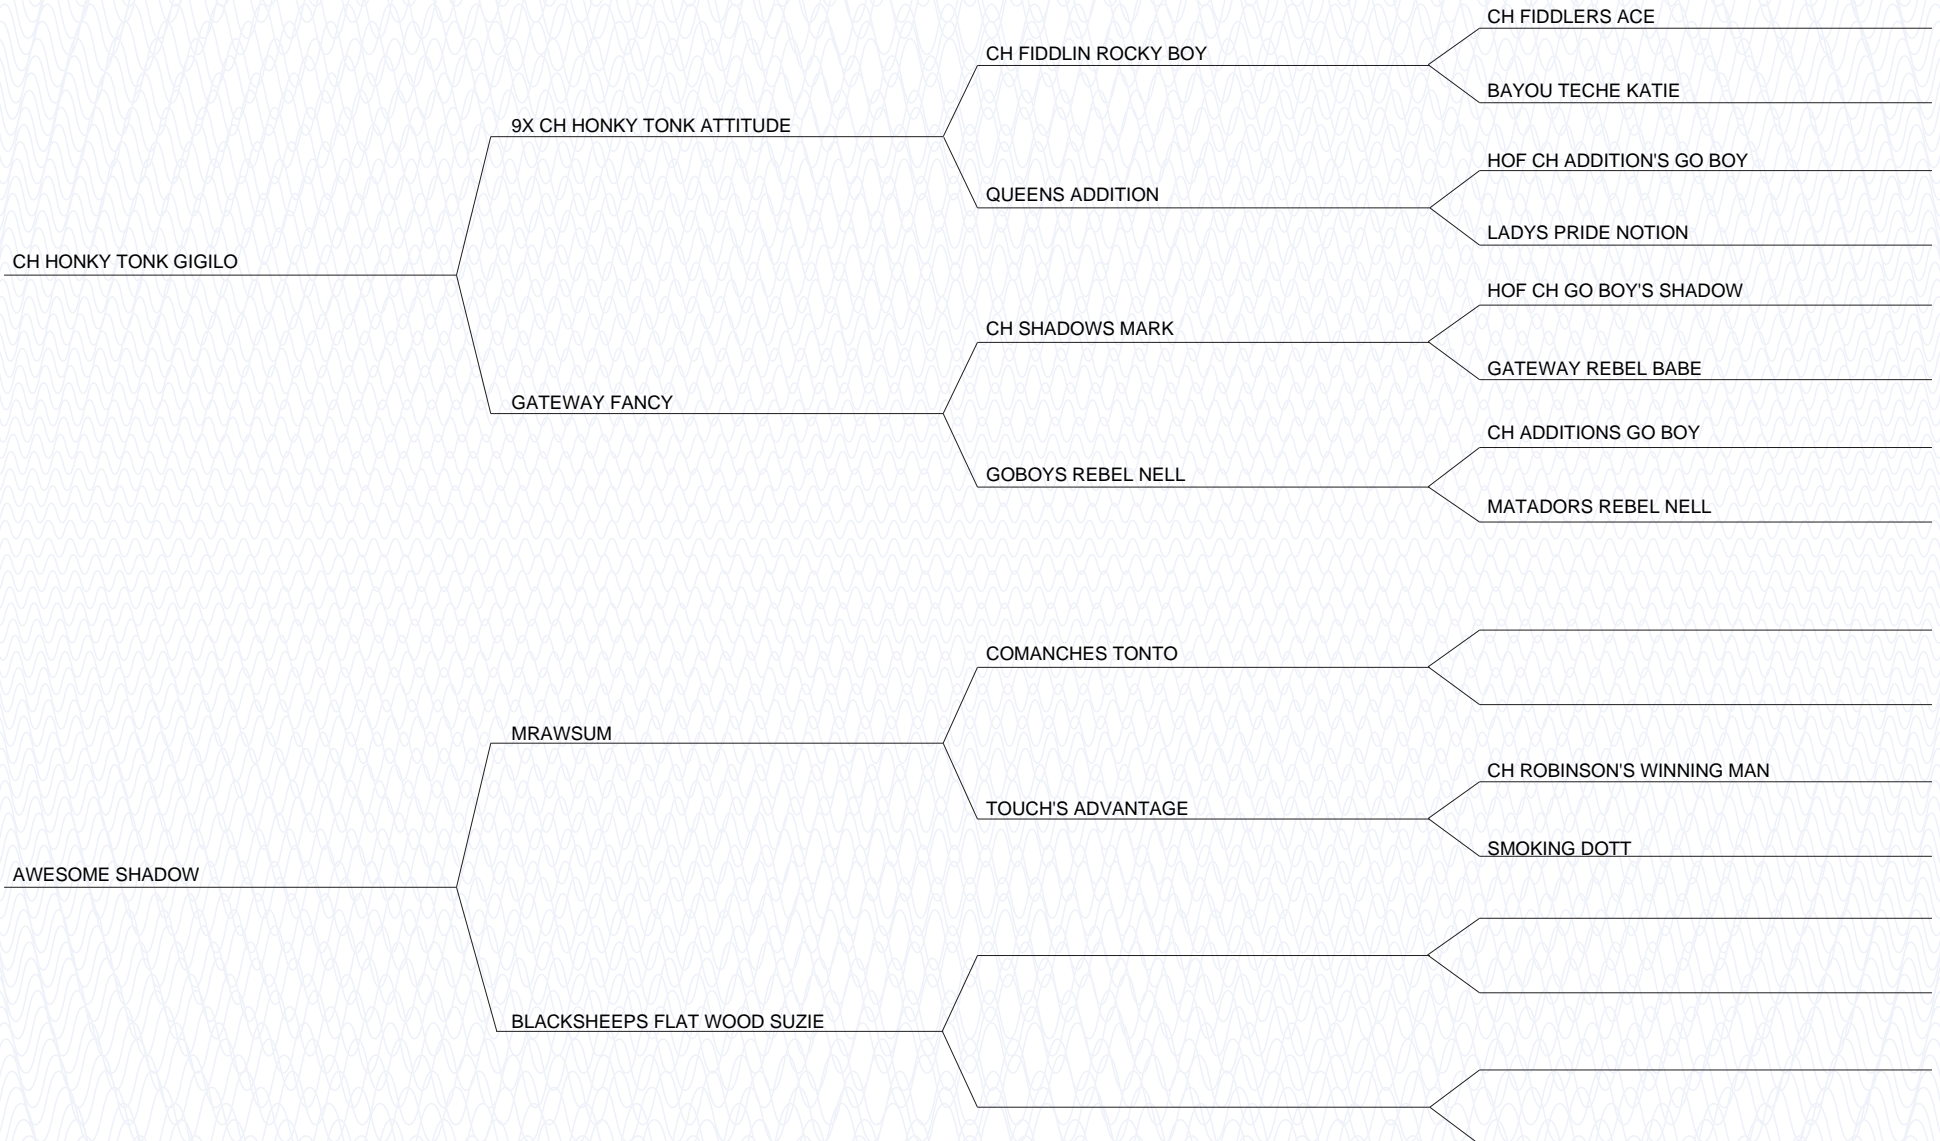 CH FIDDLERS ACE
CH FIDDLIN ROCKY BOY
BAYOU TECHE KATIE
9X CH HONKY TONK ATTITUDE
HOF CH ADDITION'S GO BOY
QUEENS ADDITION
LADYS PRIDE NOTION
CH HONKY TONK GIGILO
HOF CH GO BOY'S SHADOW
CH SHADOWS MARK
GATEWAY REBEL BABE
GATEWAY FANCY
CH ADDITIONS GO BOY
GOBOYS REBEL NELL
MATADORS REBEL NELL
COMANCHES TONTO
MRAWSUM
CH ROBINSON'S WINNING MAN
TOUCH'S ADVANTAGE
SMOKING DOTT
AWESOME SHADOW
BLACKSHEEPS FLAT WOOD SUZIE